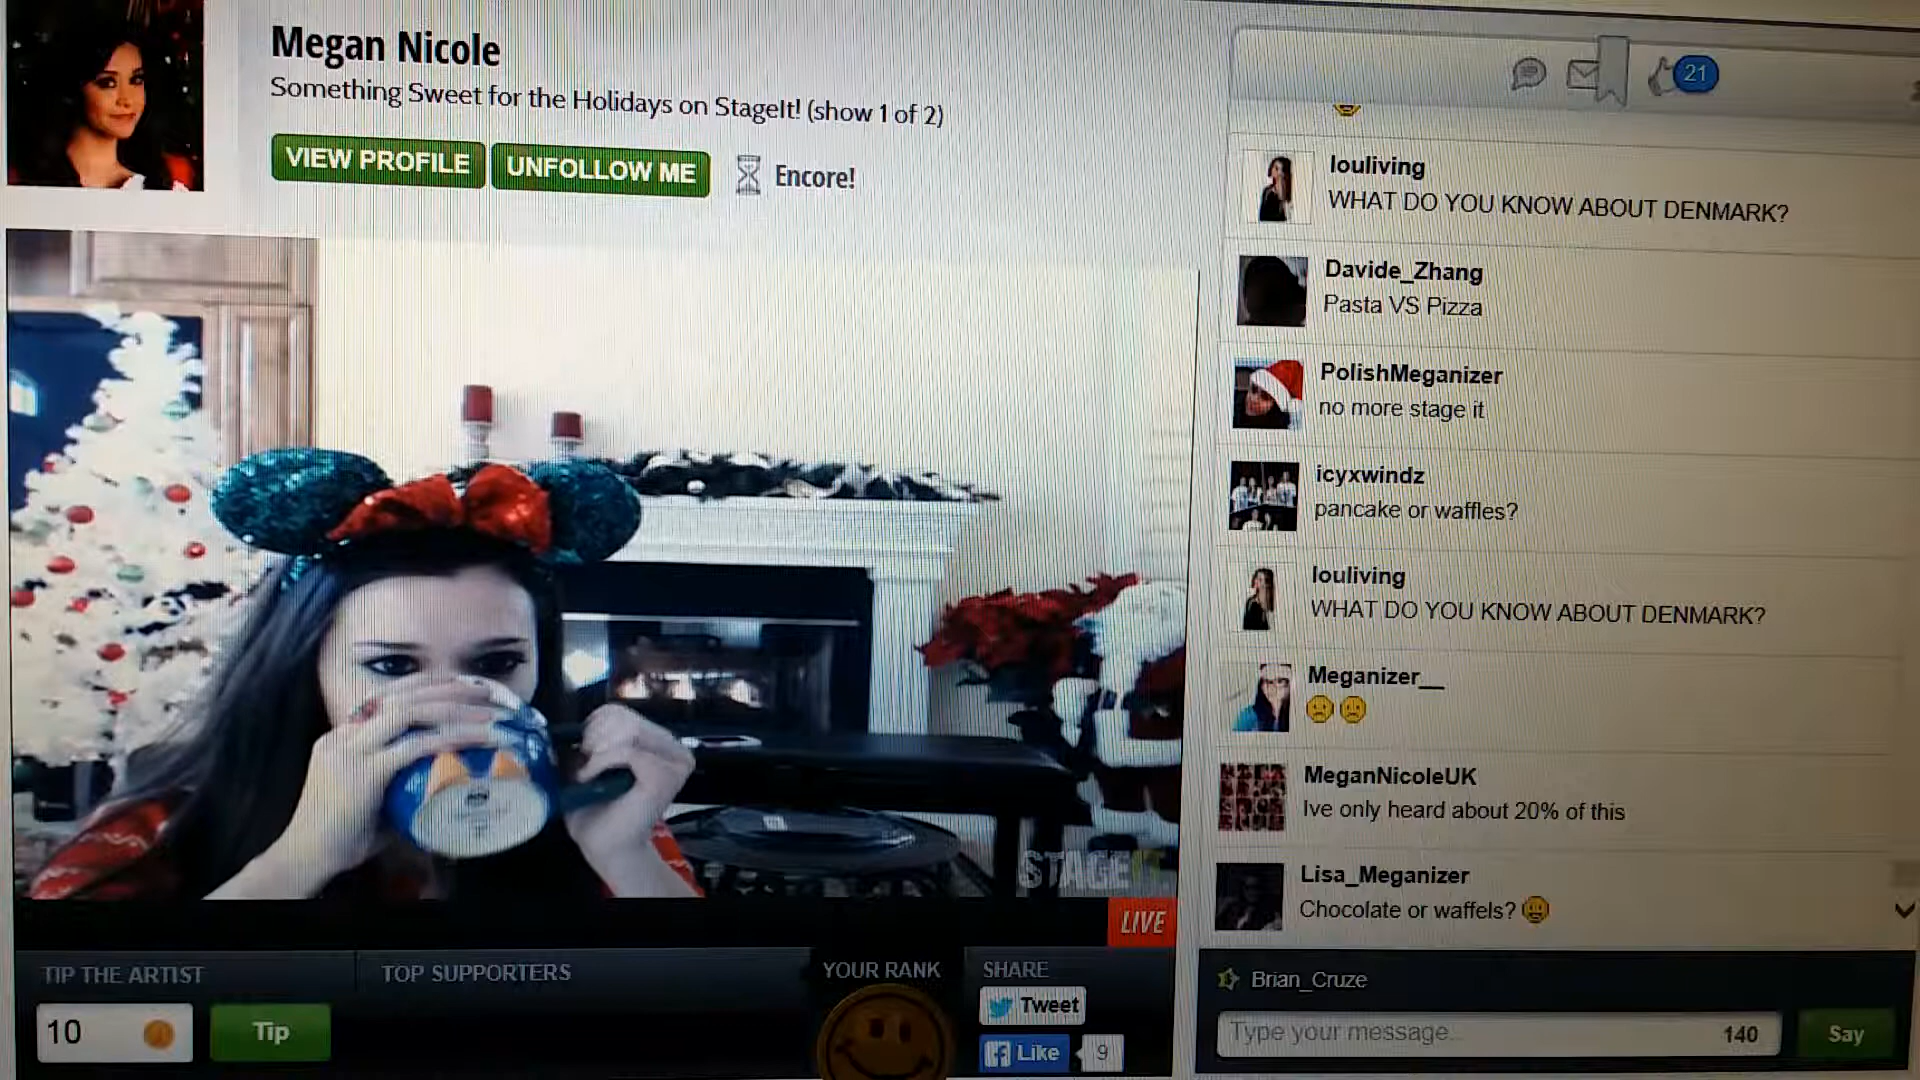 Megan Nicole
Something Sweet for the Holidays on StageIt! (show 1 of 2)
VIEW PROFILE
UNFOLLOW ME
Encore!
21
louliving
WHAT DO YOU KNOW ABOUT DENMARK?
Davide_Zhang
Pasta VS Pizza
PolishMeganizer
no more stage it
icyxwindz
pancake or waffles?
louliving
WHAT DO YOU KNOW ABOUT DENMARK?
Meganizer__
MeganNicoleUK
Ive only heard about 20% of this
Lisa_Meganizer
Chocolate or waffels?
STAGEIT
LIVE
TIP THE ARTIST
TOP SUPPORTERS
YOUR RANK
SHARE
10
Tip
Tweet
Like
9
Brian_Cruze
Type your message...
140
Say